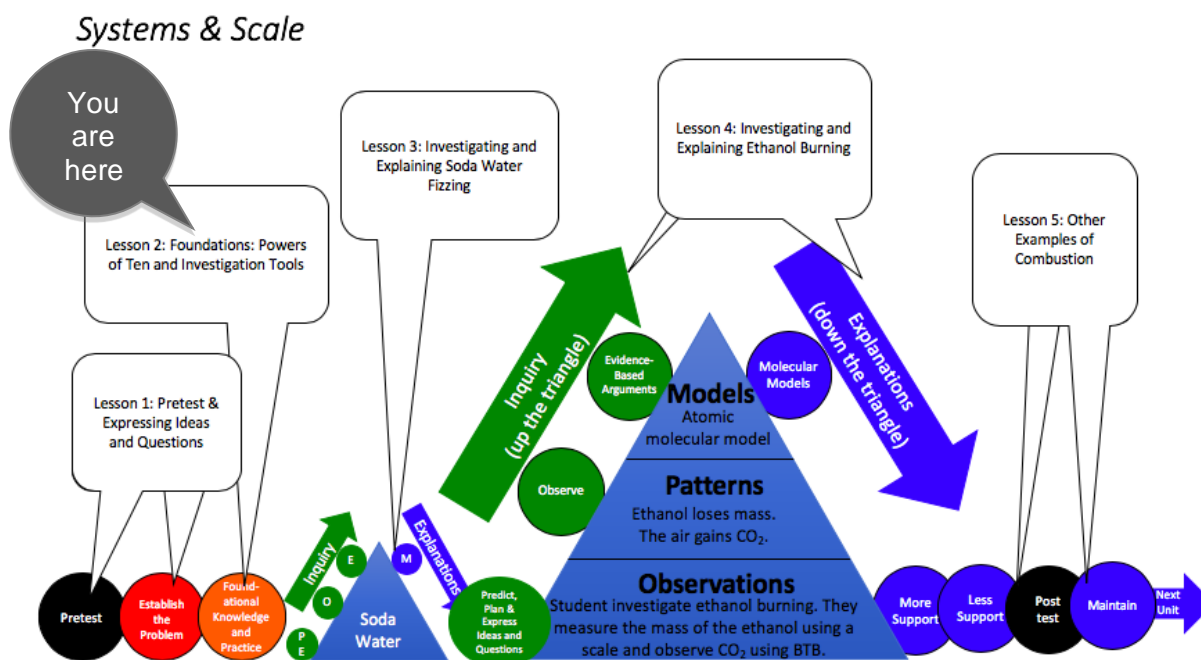 Systems & Scale
You
are
here
Lesson 2: Foundations: Powers
of Ten and Investigation Tools
Lesson 1: Pretest &
Expressing Ideas
and Questions
Lesson 3: Investigating and
Explaining Soda Water
Fizzing
Lesson 4: Investigating and
Explaining Ethanol Burning
Lesson 5: Other
Examples of
Combustion
Pretest
Establish
the
Problem
Found-
ational
Knowledge
and
Practice
Inquiry
P
E
O
E
M
Explanations
Soda
Water
Predict,
Plan &
Express
Ideas and
Questions
Inquiry
(up the triangle)
Observe
Evidence-
Based
Arguments
Models
Atomic
molecular model
Patterns
Ethanol loses mass.
The air gains CO₂.
Observations
Student investigate ethanol burning. They
measure the mass of the ethanol using a
scale and observe CO₂ using BTB.
Molecular
Models
Explanations
(down the triangle)
More
Support
Less
Support
Post
test
Maintain
Next
Unit